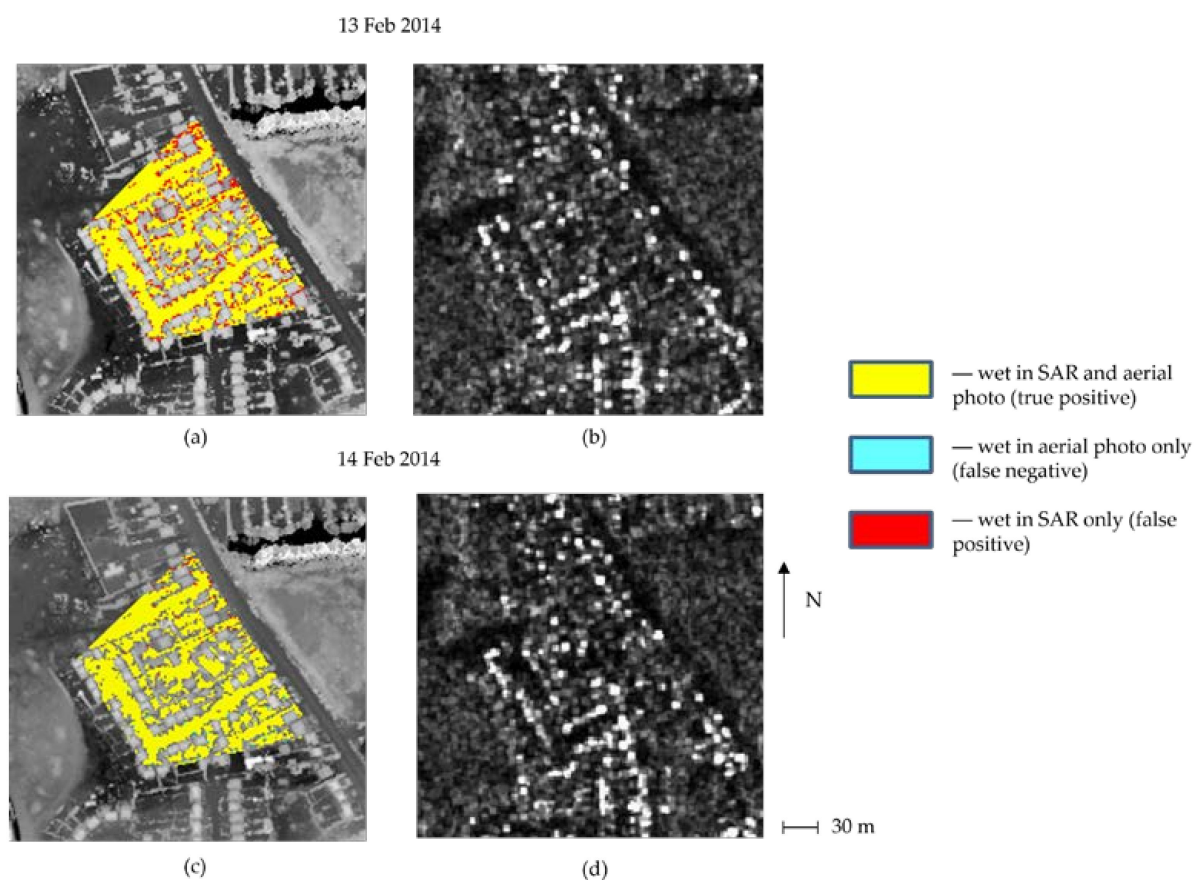 13 Feb 2014
(a)
(b)
— wet in SAR and aerial
photo (true positive)
14 Feb 2014
— wet in aerial photo only
(false negative)
— wet in SAR only (false
positive)
N
30 m
(c)
(d)